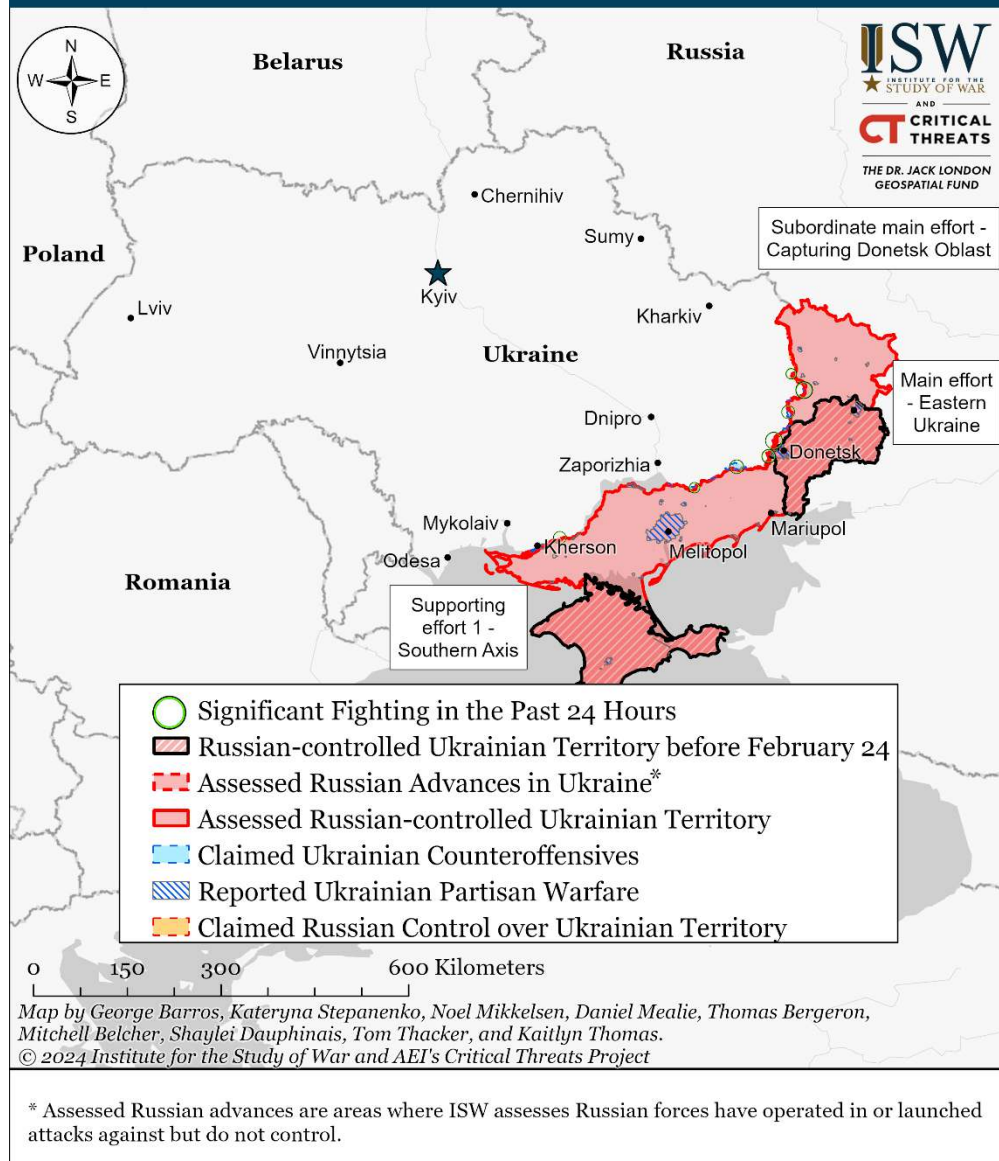 N
W E
S
Belarus
Russia
ISW
INSTITUTE FOR THE
STUDY OF WAR
AND
CT CRITICAL
THREATS
THE DR. JACK LONDON
GEOSPATIAL FUND
Chernihiv
Subordinate main effort -
Capturing Donetsk Oblast
Sumy
Poland
Kyiv
Lviv
Kharkiv
Vinnytsia
Ukraine
Main effort
- Eastern
Ukraine
Dnipro
Donetsk
Zaporizhia
Mykolaiv
Mariupol
Kherson
Melitopol
Odesa
Romania
Supporting
effort 1 -
Southern Axis
Significant Fighting in the Past 24 Hours
Russian-controlled Ukrainian Territory before February 24
Assessed Russian Advances in Ukraine*
Assessed Russian-controlled Ukrainian Territory
Claimed Ukrainian Counteroffensives
Reported Ukrainian Partisan Warfare
Claimed Russian Control over Ukrainian Territory
0 150 300 600 Kilometers
Map by George Barros, Kateryna Stepanenko, Noel Mikkelsen, Daniel Mealie, Thomas Bergeron,
Mitchell Belcher, Shaylei Dauphinais, Tom Thacker, and Kaitlyn Thomas.
© 2024 Institute for the Study of War and AEI's Critical Threats Project
* Assessed Russian advances are areas where ISW assesses Russian forces have operated in or launched
attacks against but do not control.